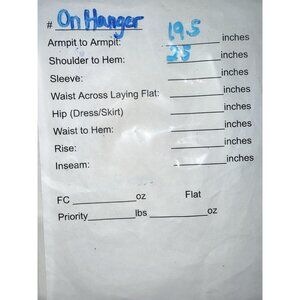 # On Hanger
Armpit to Armpit: 19.5 inches
Shoulder to Hem: 25 inches
Sleeve: inches
Waist Across Laying Flat: inches
Hip (Dress/Skirt) inches
Waist to Hem: inches
Rise: inches
Inseam: inches
FC oz Flat
Priority lbs oz